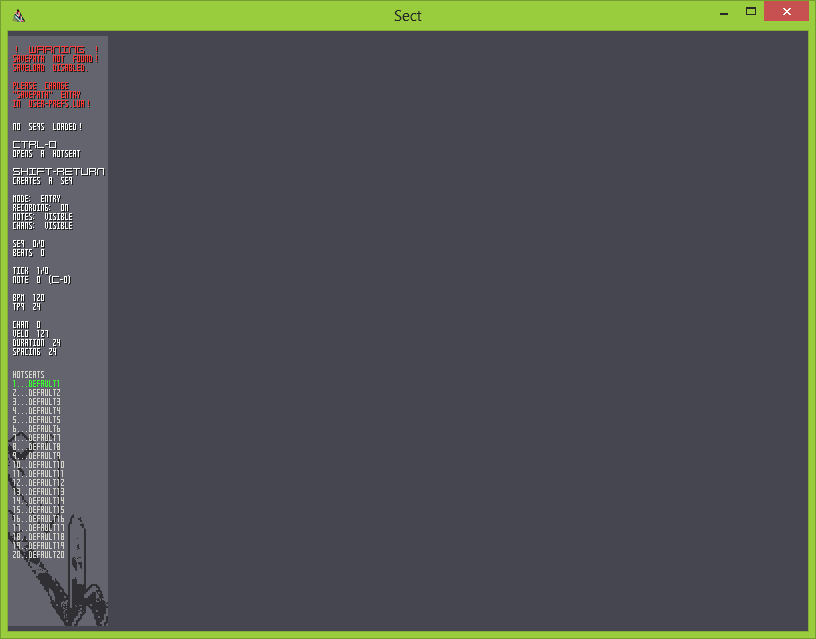 Sect
! WARNING !
SAVEPATH NOT FOUND!
SAVELOAD DISABLED.
PLEASE CHANGE
"SAVEPATH" ENTRY
IN USER-PREFS.LUA!
NO SEQS LOADED!
CTRL-O
OPENS A HOTSEAT
SHIFT-RETURN
CREATES A SEQ
MODE: ENTRY
RECORDING: ON
NOTES: VISIBLE
CHANS: VISIBLE
SEQ 0/0
BEATS 0
TICK 1/0
NOTE 0 (C-0)
BPM 120
TPQ 24
CHAN 0
VELO 127
DURATION 24
SPACING 24
HOTSEATS
1...DEFAULT1
2...DEFAULT2
3...DEFAULT3
4...DEFAULT4
5...DEFAULT5
6...DEFAULT6
7...DEFAULT7
8...DEFAULT8
9...DEFAULT9
10..DEFAULT10
11..DEFAULT11
12..DEFAULT12
13..DEFAULT13
14..DEFAULT14
15..DEFAULT15
16..DEFAULT16
17..DEFAULT17
18..DEFAULT18
19..DEFAULT19
20..DEFAULT20